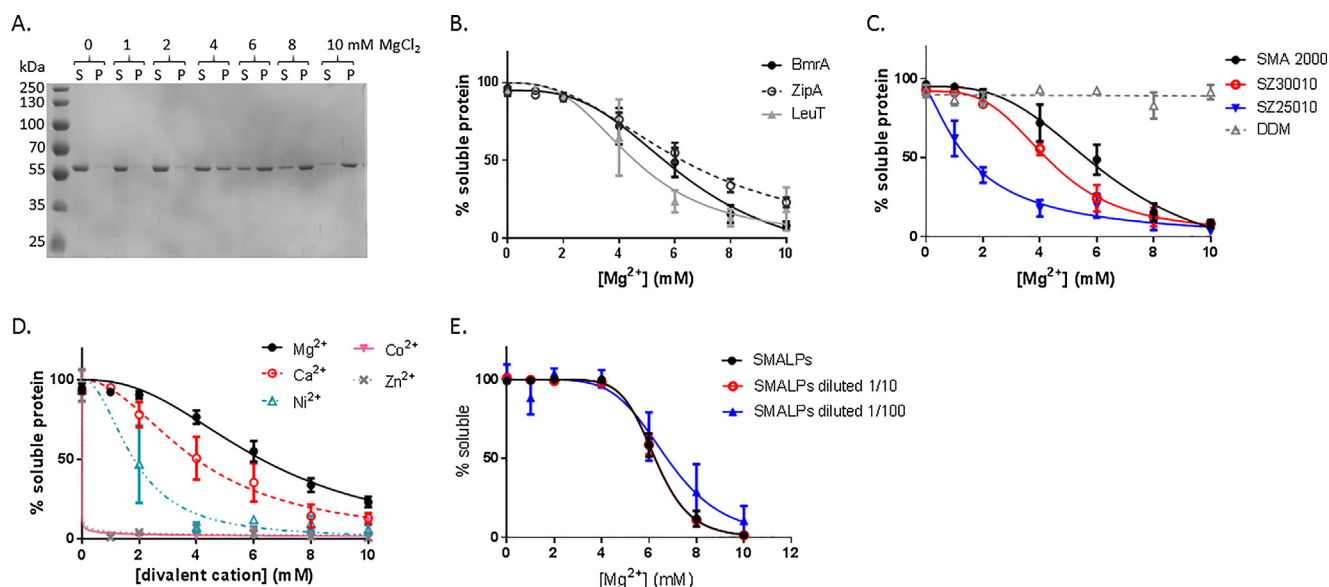 A.
0 1 2 4 6 8 10 mM MgCl₂
kDa S P S P S P S P S P S P S P
250
130
100
70
55
35
25
B.
% soluble protein
100
50
0
0 2 4 6 8 10
[Mg²⁺] (mM)
BmrA
ZipA
LeuT
C.
% soluble protein
100
50
0
0 2 4 6 8 10
[Mg²⁺] (mM)
SMA 2000
SZ30010
SZ25010
DDM
D.
% soluble protein
100
50
0
0 2 4 6 8 10
[divalent cation] (mM)
Mg²⁺
Ca²⁺
Ni²⁺
Co²⁺
Zn²⁺
E.
% soluble
100
50
0
0 2 4 6 8 10 12
[Mg²⁺] (mM)
SMALPs
SMALPs diluted 1/10
SMALPs diluted 1/100